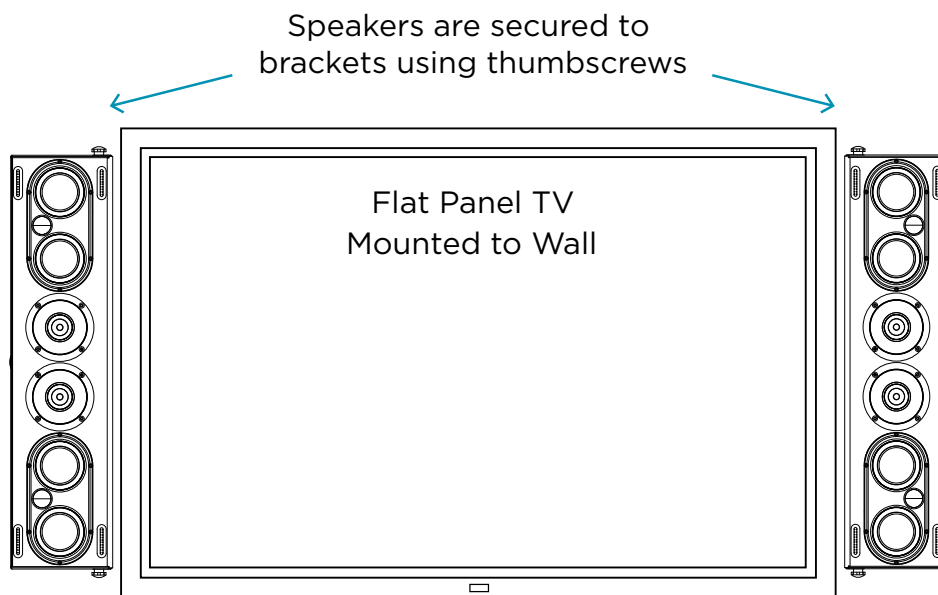 Speakers are secured to
brackets using thumbscrews
Flat Panel TV
Mounted to Wall